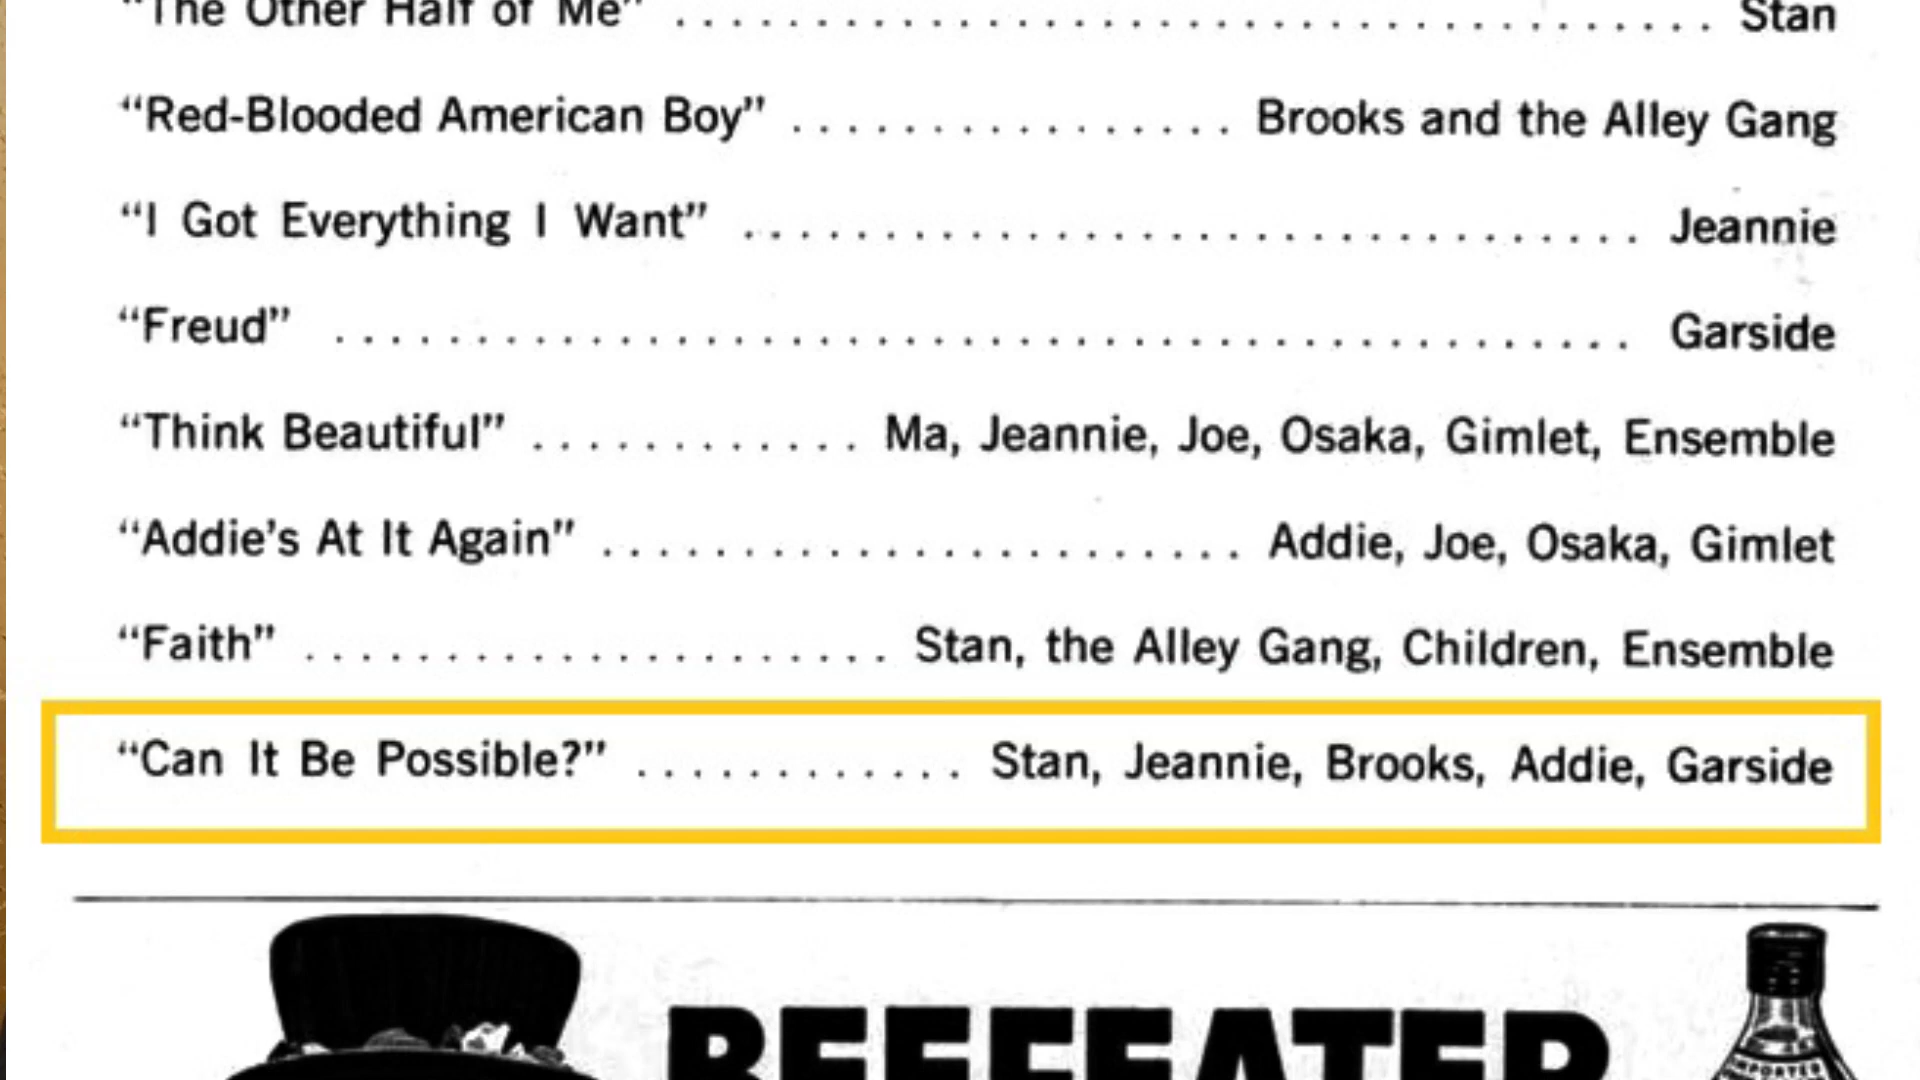 “The Other Half of Me” ..................................... Stan
“Red-Blooded American Boy” ................ Brooks and the Alley Gang
“I Got Everything I Want” ................................ Jeannie
“Freud” .............................................. Garside
“Think Beautiful” ............ Ma, Jeannie, Joe, Osaka, Gimlet, Ensemble
“Addie’s At It Again” ....................... Addie, Joe, Osaka, Gimlet
“Faith” ..................... Stan, the Alley Gang, Children, Ensemble
“Can It Be Possible?” ............ Stan, Jeannie, Brooks, Addie, Garside
BEEFEATER
IMPORTED